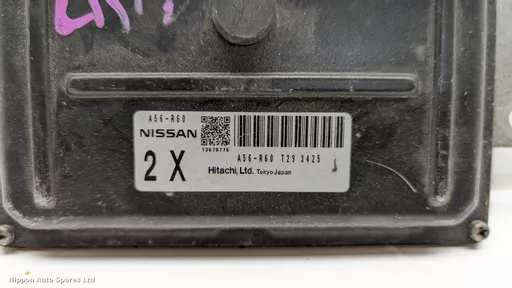 A56-R60
NISSAN
13670776
2 X
A56-R60 T29 3425
Hitachi, Ltd. Tokyo Japan
Nippon Auto Spares Ltd